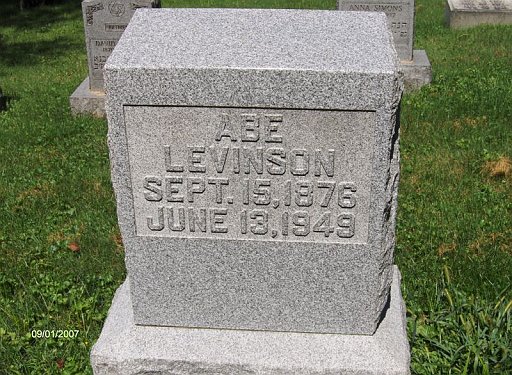 ANNA SIMONS
ABE
LEVINSON
SEPT. 15, 1876
JUNE 13, 1949
09/01/2007